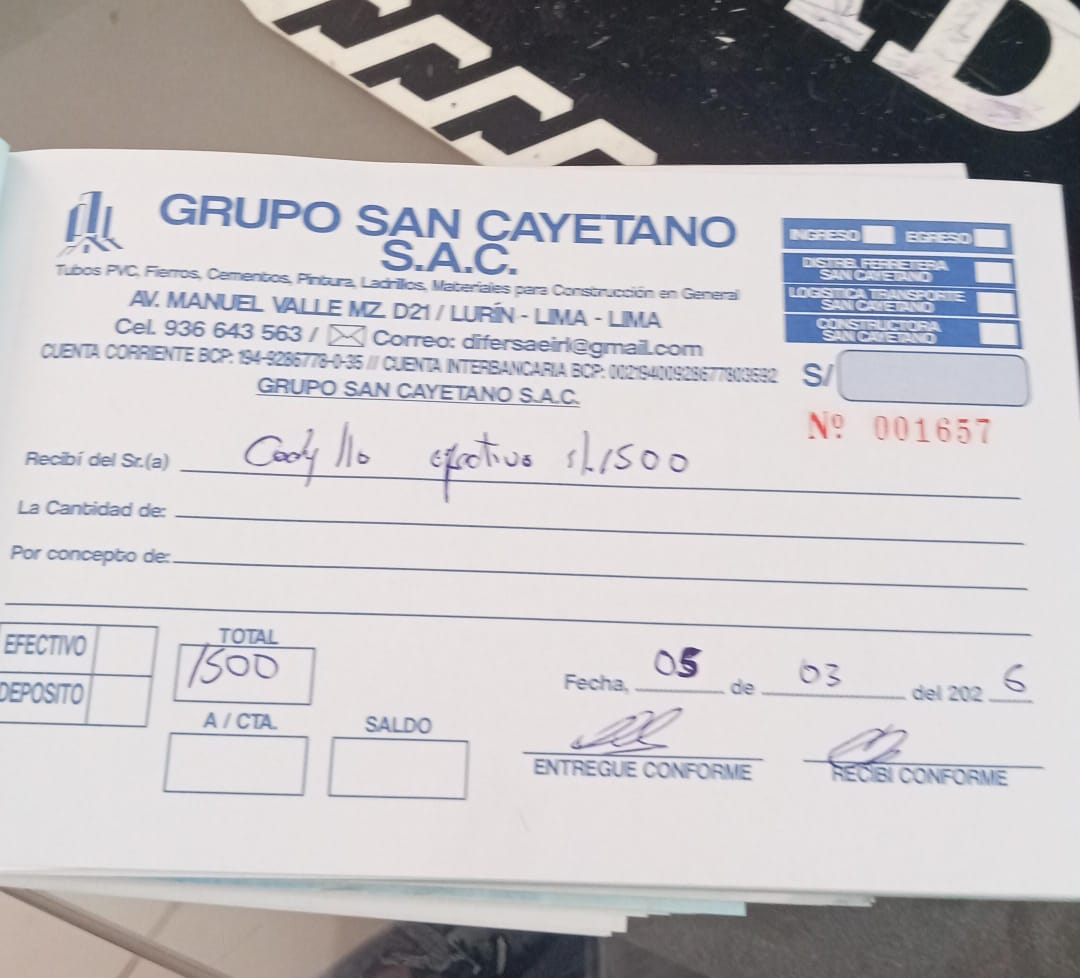 GRUPO SAN CAYETANO
S.A.C.
Tubos PVC, Fierros, Cementos, Pintura, Ladrillos, Materiales para Construcción en General
AV. MANUEL VALLE MZ. D21 / LURÍN - LIMA - LIMA
Cel. 936 643 563 / Correo: difersaeirl@gmail.com
CUENTA CORRIENTE BCP: 194-9286778-0-35 // CUENTA INTERBANCARIA BCP: 00219400928677803592
GRUPO SAN CAYETANO S.A.C.
INGRESO EGRESO
DISTRB. FERRETERA
SAN CAYETANO
LOGISTICA TRANSPORTE
SAN CAYETANO
CONSTRUCTORA
SAN CAYETANO
S/
Nº 001657
Recibí del Sr.(a) efectivo s/.1500
La Cantidad de:
Por concepto de:
EFECTIVO
DEPOSITO
TOTAL
1500
A / CTA.
SALDO
Fecha, 05 de 03 del 2026
ENTREGUE CONFORME
RECIBI CONFORME
D